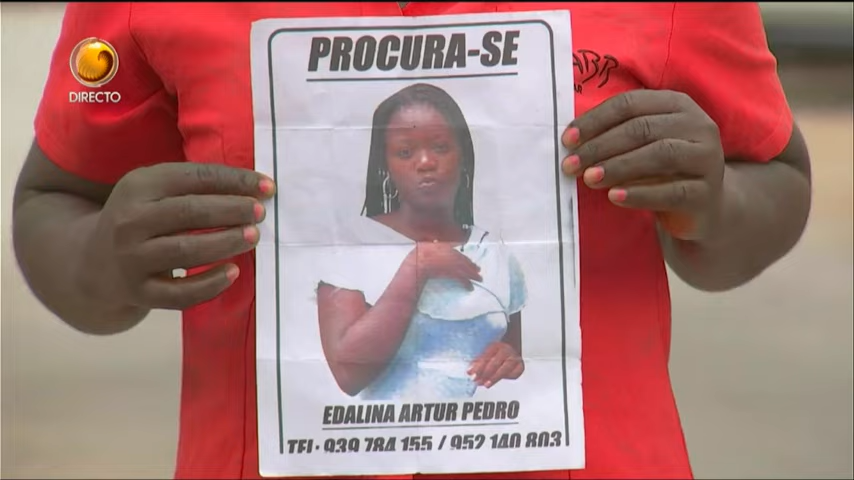 DIRECTO
PROCURA-SE
EDALINA ARTUR PEDRO
TEL: 939 784 155 / 952 140 803